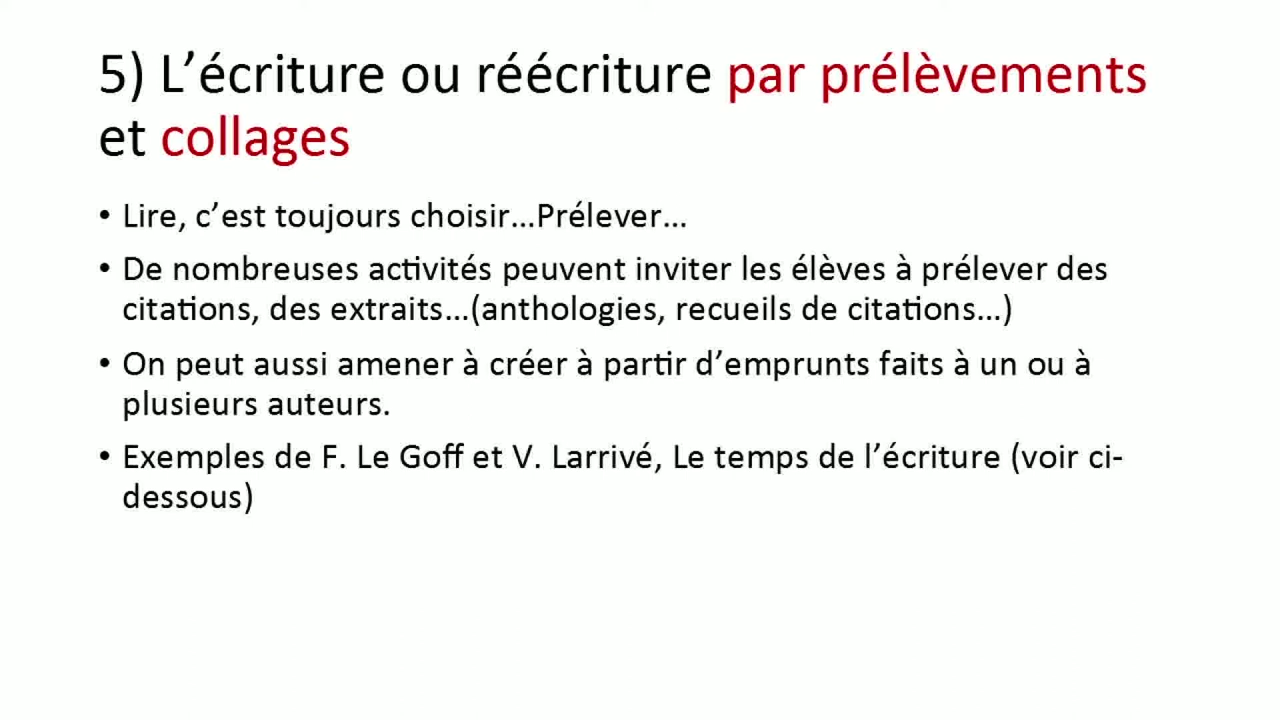 5) L’écriture ou réécriture par prélèvements
et collages
• Lire, c’est toujours choisir…Prélever…
• De nombreuses activités peuvent inviter les élèves à prélever des
citations, des extraits…(anthologies, recueils de citations…)
• On peut aussi amener à créer à partir d’emprunts faits à un ou à
plusieurs auteurs.
• Exemples de F. Le Goff et V. Larrivé, Le temps de l’écriture (voir ci-
dessous)